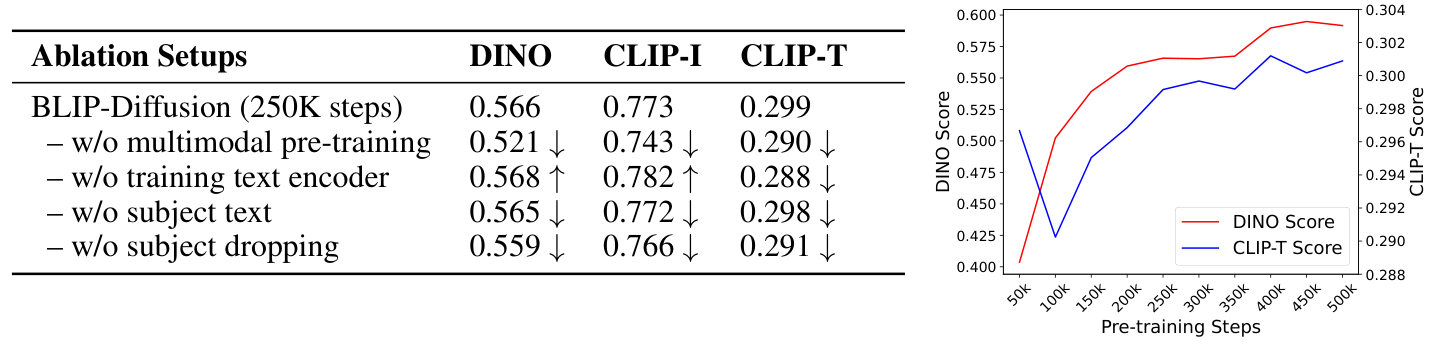 Ablation Setups DINO CLIP-I CLIP-T
BLIP-Diffusion (250K steps) 0.566 0.773 0.299
– w/o multimodal pre-training 0.521 ↓ 0.743 ↓ 0.290 ↓
– w/o training text encoder 0.568 ↑ 0.782 ↑ 0.288 ↓
– w/o subject text 0.565 ↓ 0.772 ↓ 0.298 ↓
– w/o subject dropping 0.559 ↓ 0.766 ↓ 0.291 ↓
DINO Score
0.600
0.575
0.550
0.525
0.500
0.475
0.450
0.425
0.400
0.304
0.302
0.300
0.298
0.296
0.294
0.292
0.290
0.288
CLIP-T Score
DINO Score
CLIP-T Score
50k 100k 150k 200k 250k 300k 350k 400k 450k 500k
Pre-training Steps